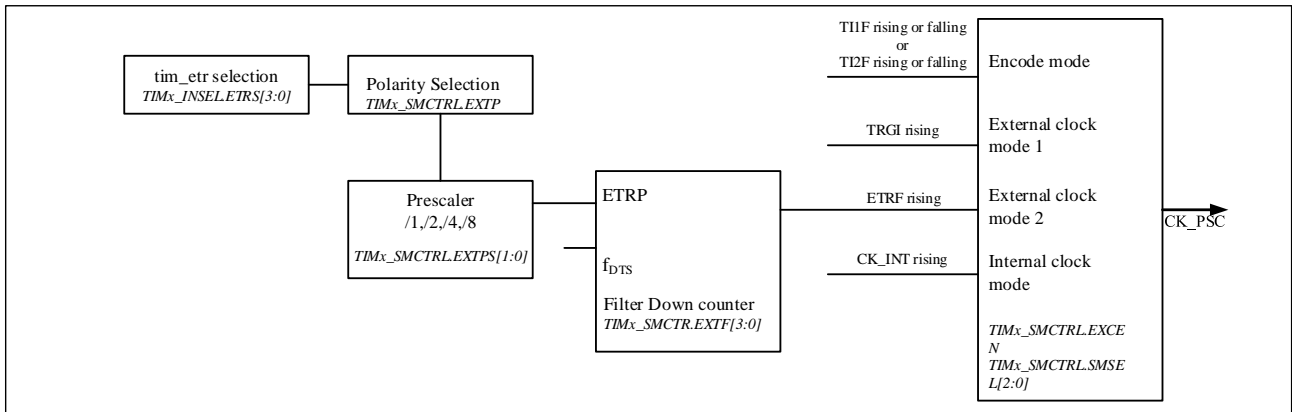 tim_etr selection
TIMx_INSEL.ETRS[3:0]
Polarity Selection
TIMx_SMCTRL.EXTP
Prescaler
/1,/2,/4,/8
TIMx_SMCTRL.EXTPS[1:0]
ETRP
fDTS
Filter Down counter
TIMx_SMCTR.EXTF[3:0]
TI1F rising or falling
or
TI2F rising or falling
TRGI rising
ETRF rising
CK_INT rising
Encode mode
External clock
mode 1
External clock
mode 2
Internal clock
mode
TIMx_SMCTRL.EXCE
N
TIMx_SMCTRL.SMSE
L[2:0]
CK_PSC